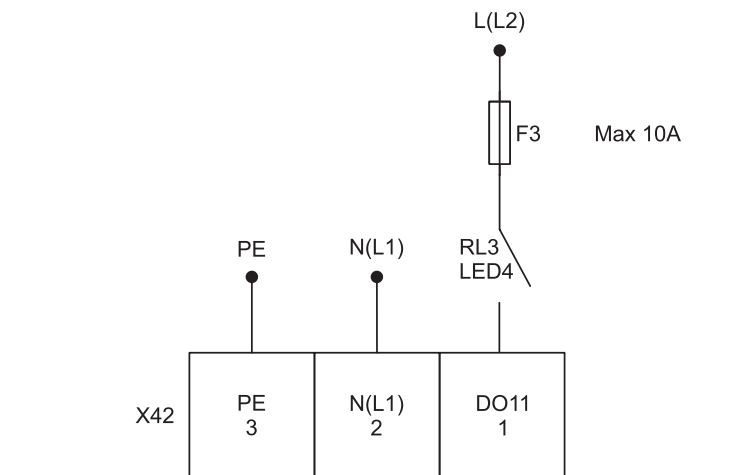 L(L2)
F3
Max 10A
PE
N(L1)
RL3
LED4
X42
PE
3
N(L1)
2
DO11
1